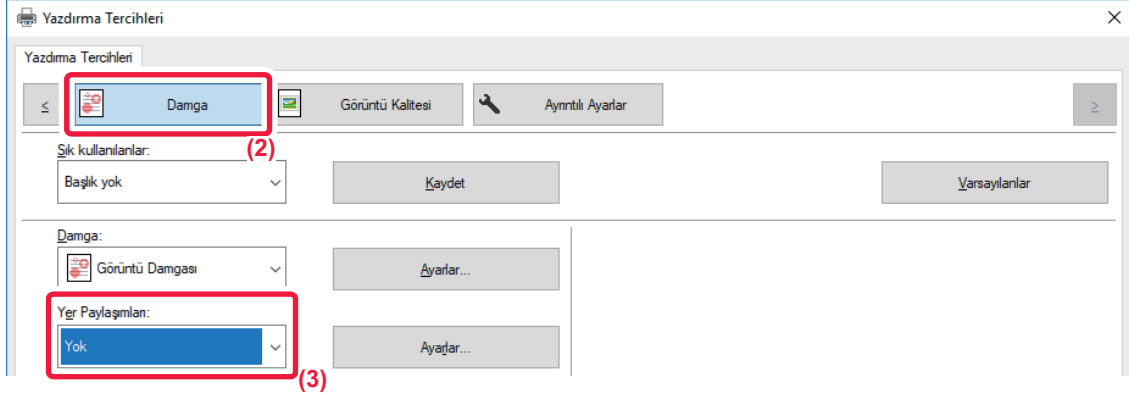 Yazdırma Tercihleri
Yazdırma Tercihleri
< Damga Görüntü Kalitesi Ayrıntılı Ayarlar >
(2)
Sık kullanılanlar:
Başlık yok Kaydet Varsayılanlar
Damga:
Görüntü Damgası Ayarlar...
Yer Paylaşımları:
Yok Ayarlar...
(3)